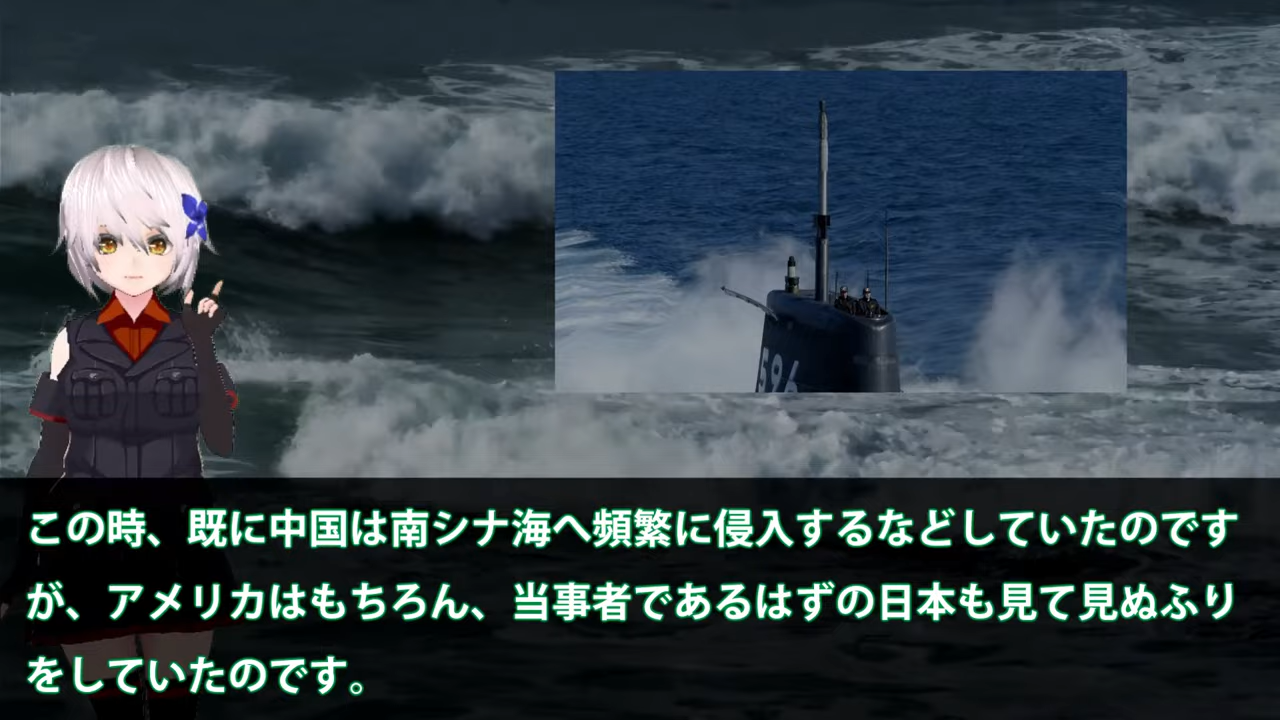 596
この時、既に中国は南シナ海へ頻繁に侵入するなどしていたのです
が、アメリカはもちろん、当事者であるはずの日本も見て見ぬふり
をしていたのです。